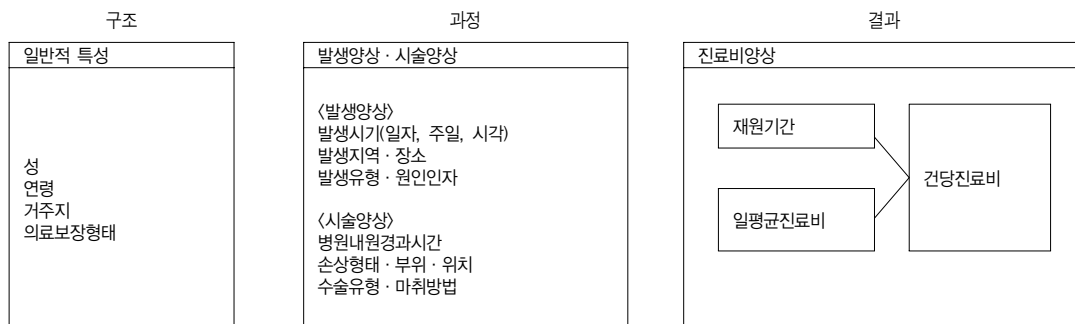 구조
일반적 특성
성
연령
거주지
의료보장형태
과정
발생양상 · 시술양상
〈발생양상〉
발생시기(일자, 주일, 시각)
발생지역 · 장소
발생유형 · 원인인자
〈시술양상〉
병원내원경과시간
손상형태 · 부위 · 위치
수술유형 · 마취방법
결과
진료비양상
재원기간
일평균진료비
건당진료비